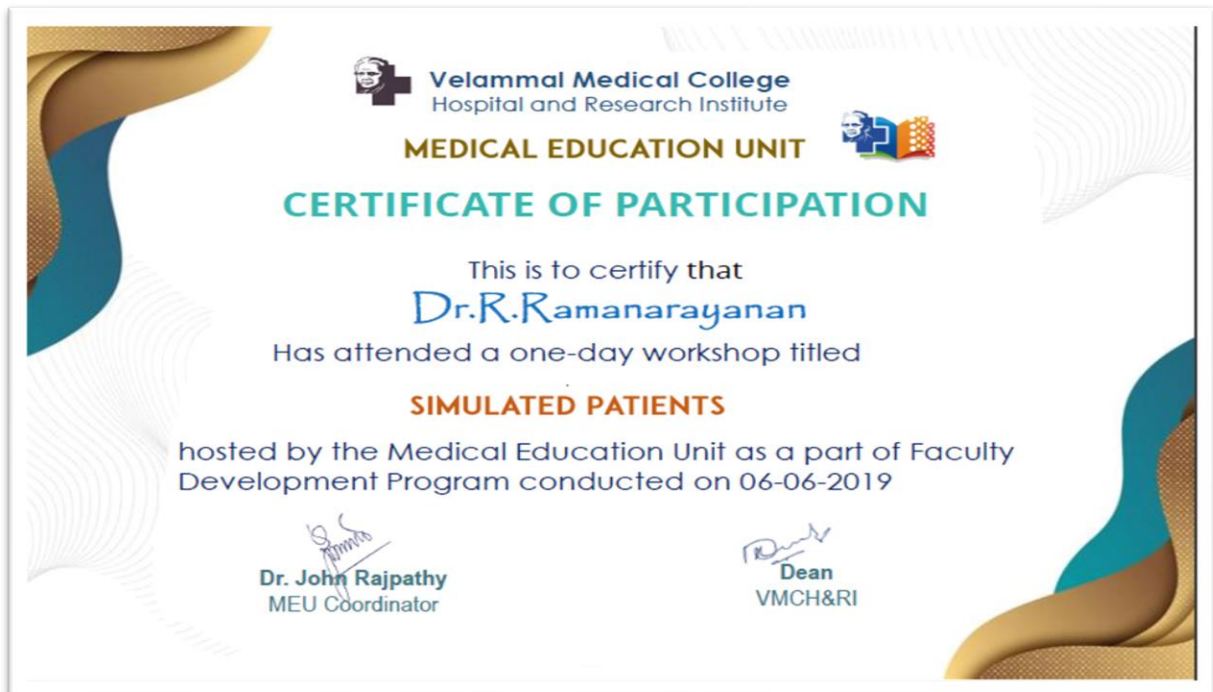 Velammal Medical College
Hospital and Research Institute
MEDICAL EDUCATION UNIT
CERTIFICATE OF PARTICIPATION
This is to certify that
Dr.R.Ramanarayanan
Has attended a one-day workshop titled
SIMULATED PATIENTS
hosted by the Medical Education Unit as a part of Faculty
Development Program conducted on 06-06-2019
Dr. John Rajpathy
MEU Coordinator
Dean
VMCH&RI